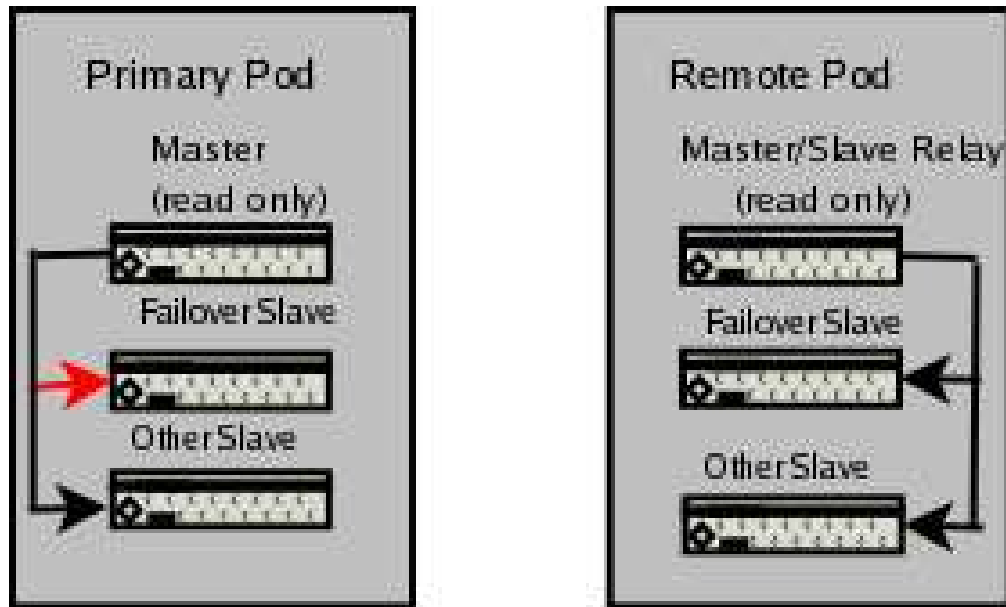 Primary Pod
Master
(read only)
Failover Slave
Other Slave
Remote Pod
Master/Slave Relay
(read only)
Failover Slave
Other Slave